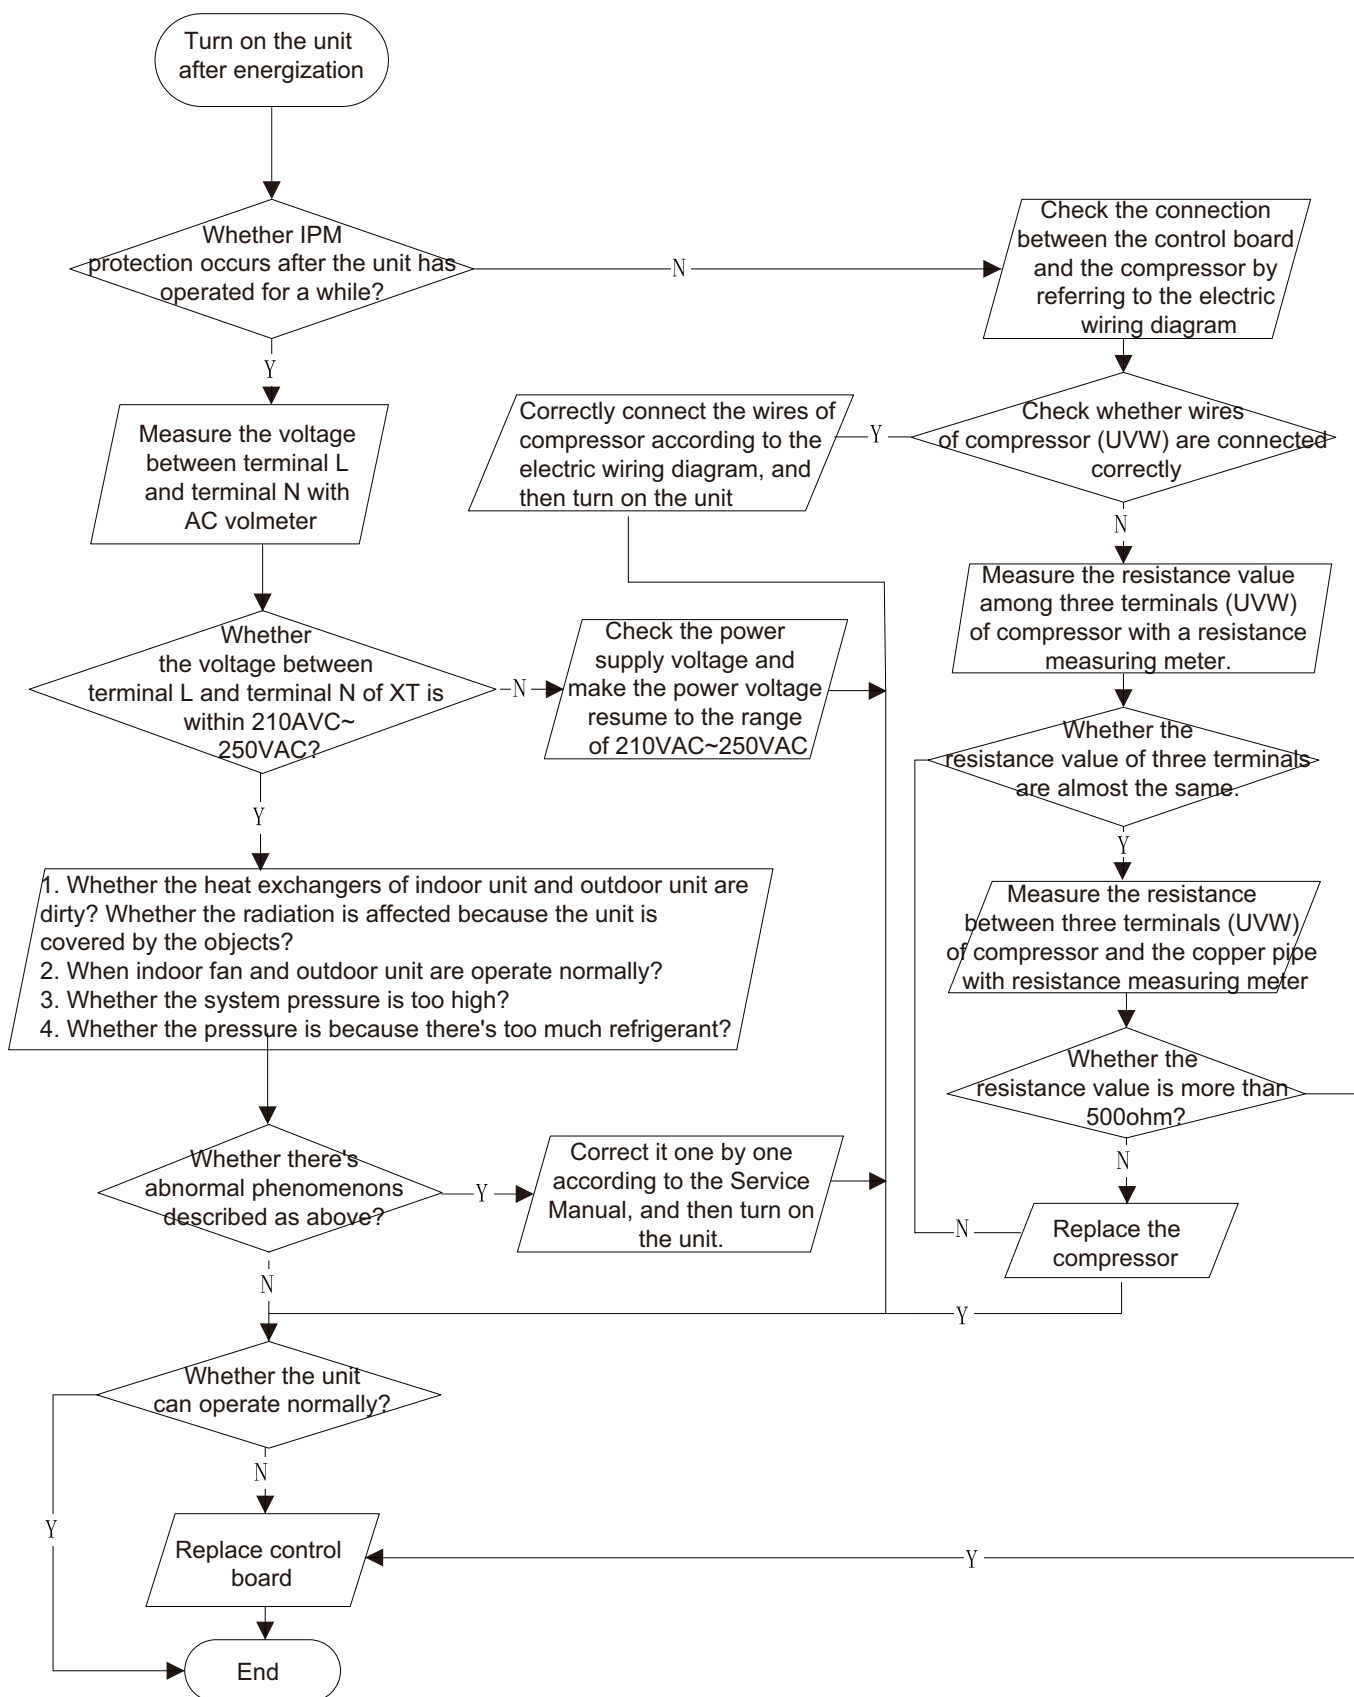 Turn on the unit
after energization
Whether IPM
protection occurs after the unit has
operated for a while?
N
Check the connection
between the control board
and the compressor by
referring to the electric
wiring diagram
Y
Measure the voltage
between terminal L
and terminal N with
AC volmeter
Correctly connect the wires of
compressor according to the
electric wiring diagram, and
then turn on the unit
Y
Check whether wires
of compressor (UVW) are connected
correctly
N
Measure the resistance value
among three terminals (UVW)
of compressor with a resistance
measuring meter.
Whether
the voltage between
terminal L and terminal N of XT is
within 210AVC~
250VAC?
N
Check the power
supply voltage and
make the power voltage
resume to the range
of 210VAC~250VAC
Whether the
resistance value of three terminals
are almost the same.
Y
Y
1. Whether the heat exchangers of indoor unit and outdoor unit are
dirty? Whether the radiation is affected because the unit is
covered by the objects?
2. When indoor fan and outdoor unit are operate normally?
3. Whether the system pressure is too high?
4. Whether the pressure is because there's too much refrigerant?
Measure the resistance
between three terminals (UVW)
of compressor and the copper pipe
with resistance measuring meter
Whether the
resistance value is more than
500ohm?
N
Whether there's
abnormal phenomenons
described as above?
Y
Correct it one by one
according to the Service
Manual, and then turn on
the unit.
N
Replace the
compressor
N
Y
Whether the unit
can operate normally?
N
Y
Replace control
board
Y
End